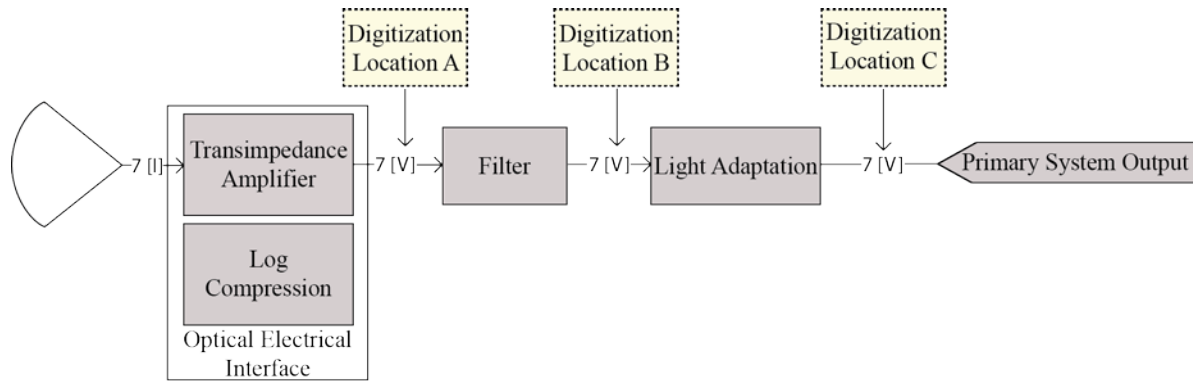 Digitization
Location A
Digitization
Location B
Digitization
Location C
7 [I]
Transimpedance
Amplifier
7 [V]
Filter
7 [V]
Light Adaptation
7 [V]
Primary System Output
Log
Compression
Optical Electrical
Interface